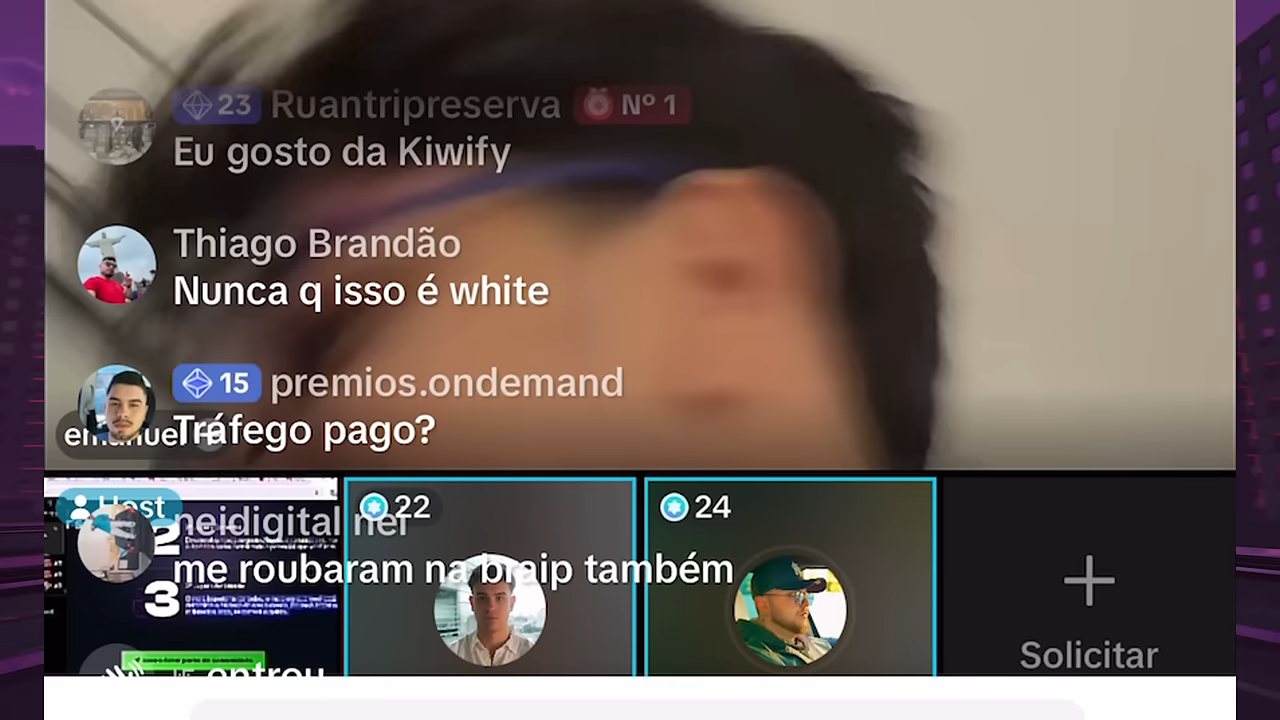 23 Ruantripreserva Nº 1
Eu gosto da Kiwify
Thiago Brandão
Nunca q isso é white
15 premios.ondemand
Tráfego pago?
emanuel +
Host
22
24
neidigital nei
me roubaram na braip também
2
3
entrou
Solicitar